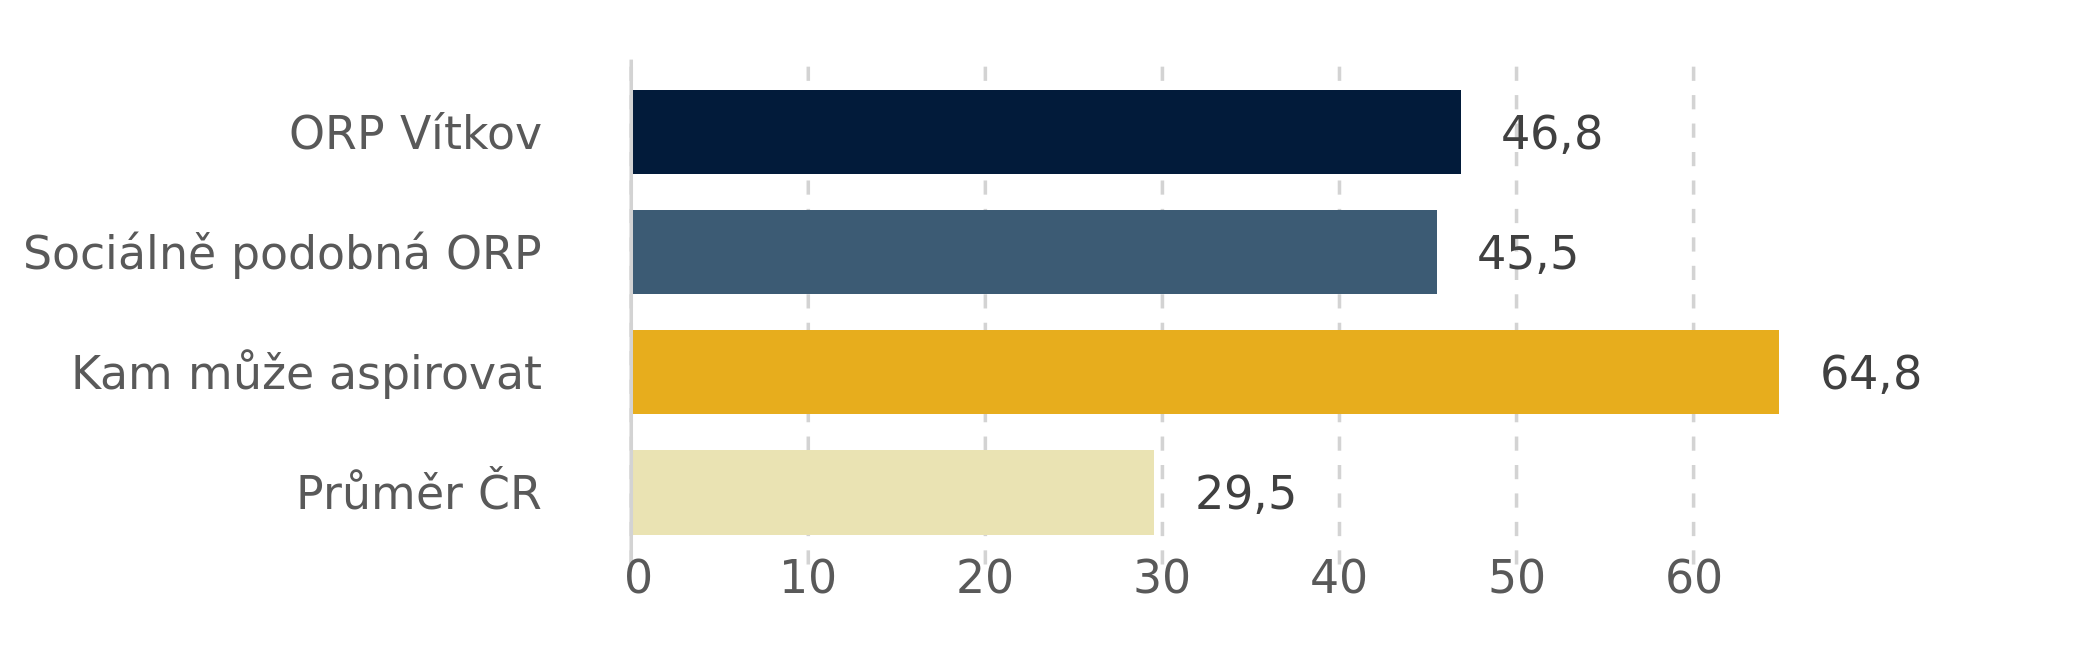 ORP Vítkov 46,8
Sociálně podobná ORP 45,5
Kam může aspirovat 64,8
Průměr ČR 29,5
0 10 20 30 40 50 60